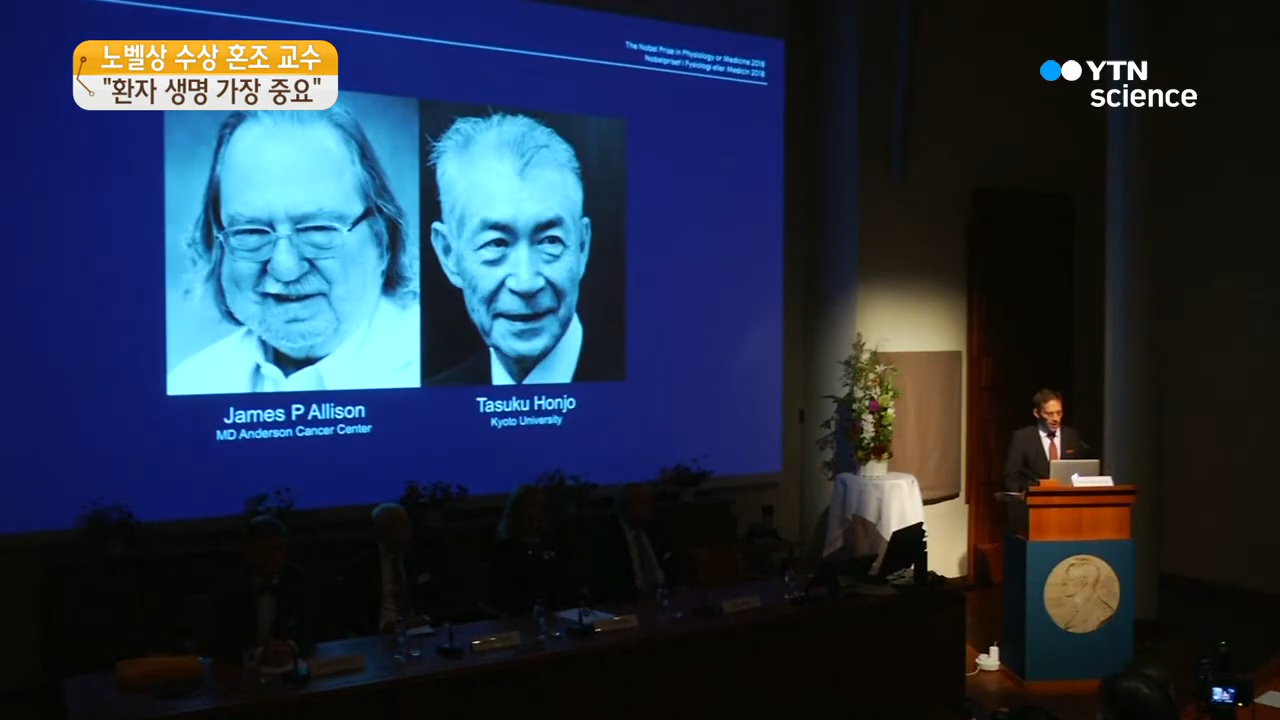 노벨상 수상 혼조 교수
"환자 생명 가장 중요"
YTN
science
The Nobel Prize in Physiology or Medicine 2018
Nobelpriset i Fysiologi eller Medicin 2018
James P Allison
MD Anderson Cancer Center
Tasuku Honjo
Kyoto University